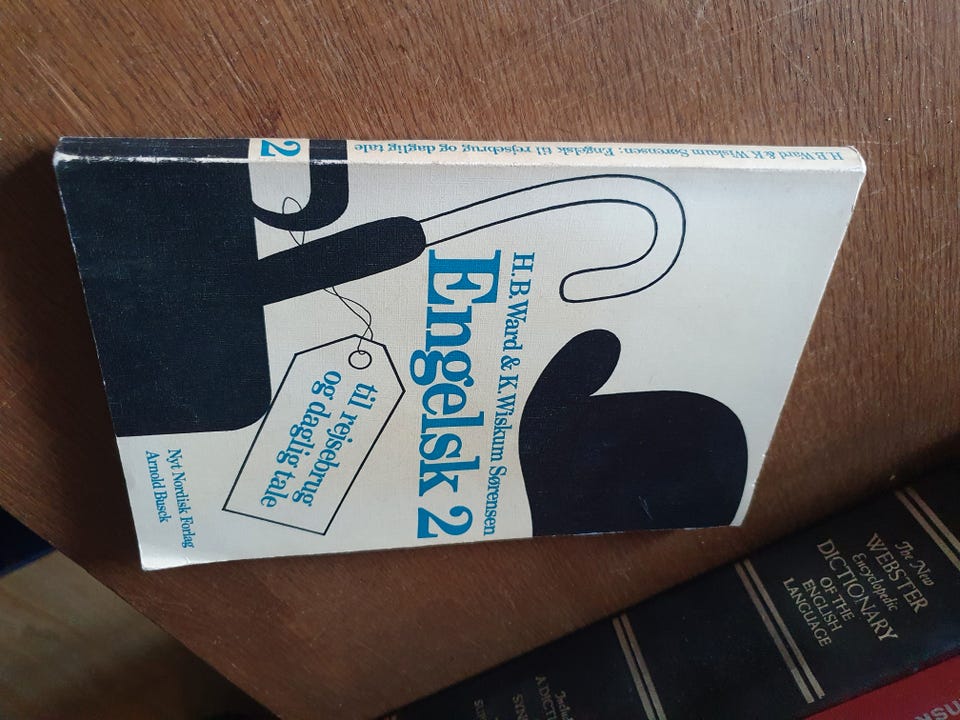 H.B.Ward & K.Wiskum Sørensen: Engelsk til rejsebrug og daglig tale
2
H.B.Ward & K.Wiskum Sørensen
Engelsk 2
til rejsebrug
og daglig tale
Nyt Nordisk Forlag
Arnold Busck
The New
WEBSTER
Encyclopedic
DICTIONARY
OF THE
ENGLISH
LANGUAGE
A DICT